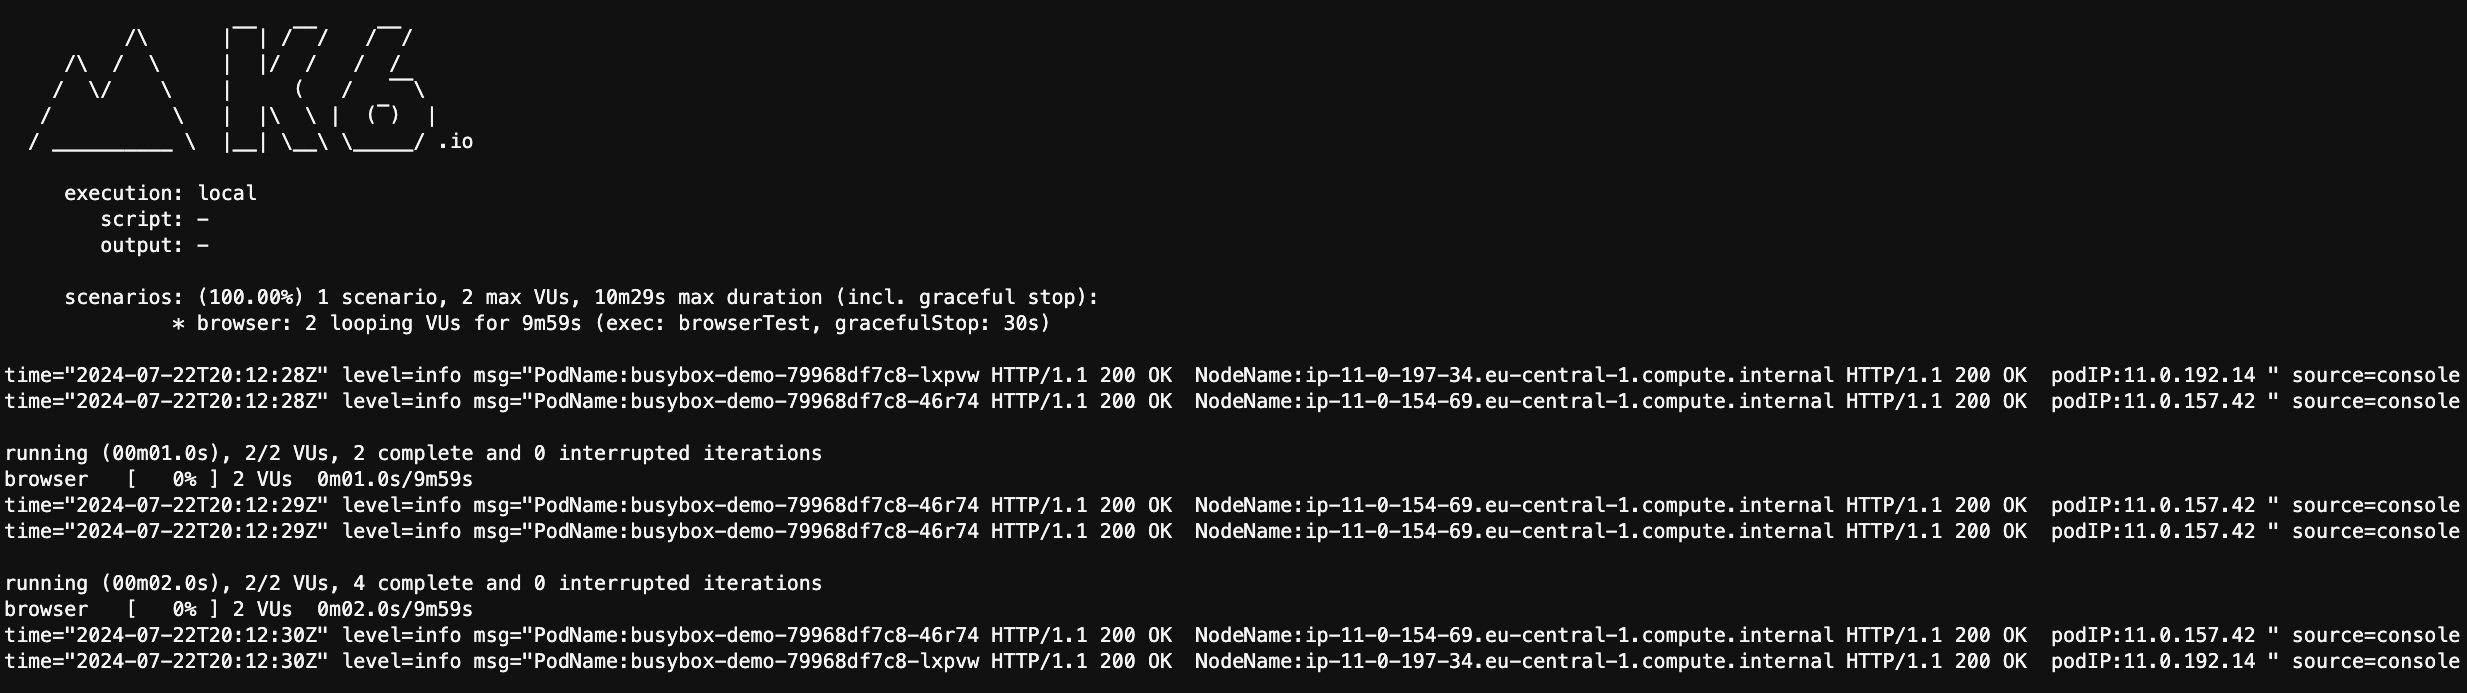 /\      |‾‾| /‾‾/   /‾‾/
     /\  /  \     |  |/  /   /  /
    /  \/    \    |     (   /   ‾‾\
   /          \   |  |\  \ |  (‾)  |
  / __________ \  |__| \__\ \_____/ .io
execution: local
script: -
output: -
scenarios: (100.00%) 1 scenario, 2 max VUs, 10m29s max duration (incl. graceful stop):
* browser: 2 looping VUs for 9m59s (exec: browserTest, gracefulStop: 30s)
time="2024-07-22T20:12:28Z" level=info msg="PodName:busybox-demo-79968df7c8-lxpvw HTTP/1.1 200 OK  NodeName:ip-11-0-197-34.eu-central-1.compute.internal HTTP/1.1 200 OK  podIP:11.0.192.14 " source=console
time="2024-07-22T20:12:28Z" level=info msg="PodName:busybox-demo-79968df7c8-46r74 HTTP/1.1 200 OK  NodeName:ip-11-0-154-69.eu-central-1.compute.internal HTTP/1.1 200 OK  podIP:11.0.157.42 " source=console
running (00m01.0s), 2/2 VUs, 2 complete and 0 interrupted iterations
browser   [   0% ] 2 VUs  0m01.0s/9m59s
time="2024-07-22T20:12:29Z" level=info msg="PodName:busybox-demo-79968df7c8-46r74 HTTP/1.1 200 OK  NodeName:ip-11-0-154-69.eu-central-1.compute.internal HTTP/1.1 200 OK  podIP:11.0.157.42 " source=console
time="2024-07-22T20:12:29Z" level=info msg="PodName:busybox-demo-79968df7c8-46r74 HTTP/1.1 200 OK  NodeName:ip-11-0-154-69.eu-central-1.compute.internal HTTP/1.1 200 OK  podIP:11.0.157.42 " source=console
running (00m02.0s), 2/2 VUs, 4 complete and 0 interrupted iterations
browser   [   0% ] 2 VUs  0m02.0s/9m59s
time="2024-07-22T20:12:30Z" level=info msg="PodName:busybox-demo-79968df7c8-46r74 HTTP/1.1 200 OK  NodeName:ip-11-0-154-69.eu-central-1.compute.internal HTTP/1.1 200 OK  podIP:11.0.157.42 " source=console
time="2024-07-22T20:12:30Z" level=info msg="PodName:busybox-demo-79968df7c8-lxpvw HTTP/1.1 200 OK  NodeName:ip-11-0-197-34.eu-central-1.compute.internal HTTP/1.1 200 OK  podIP:11.0.192.14 " source=console